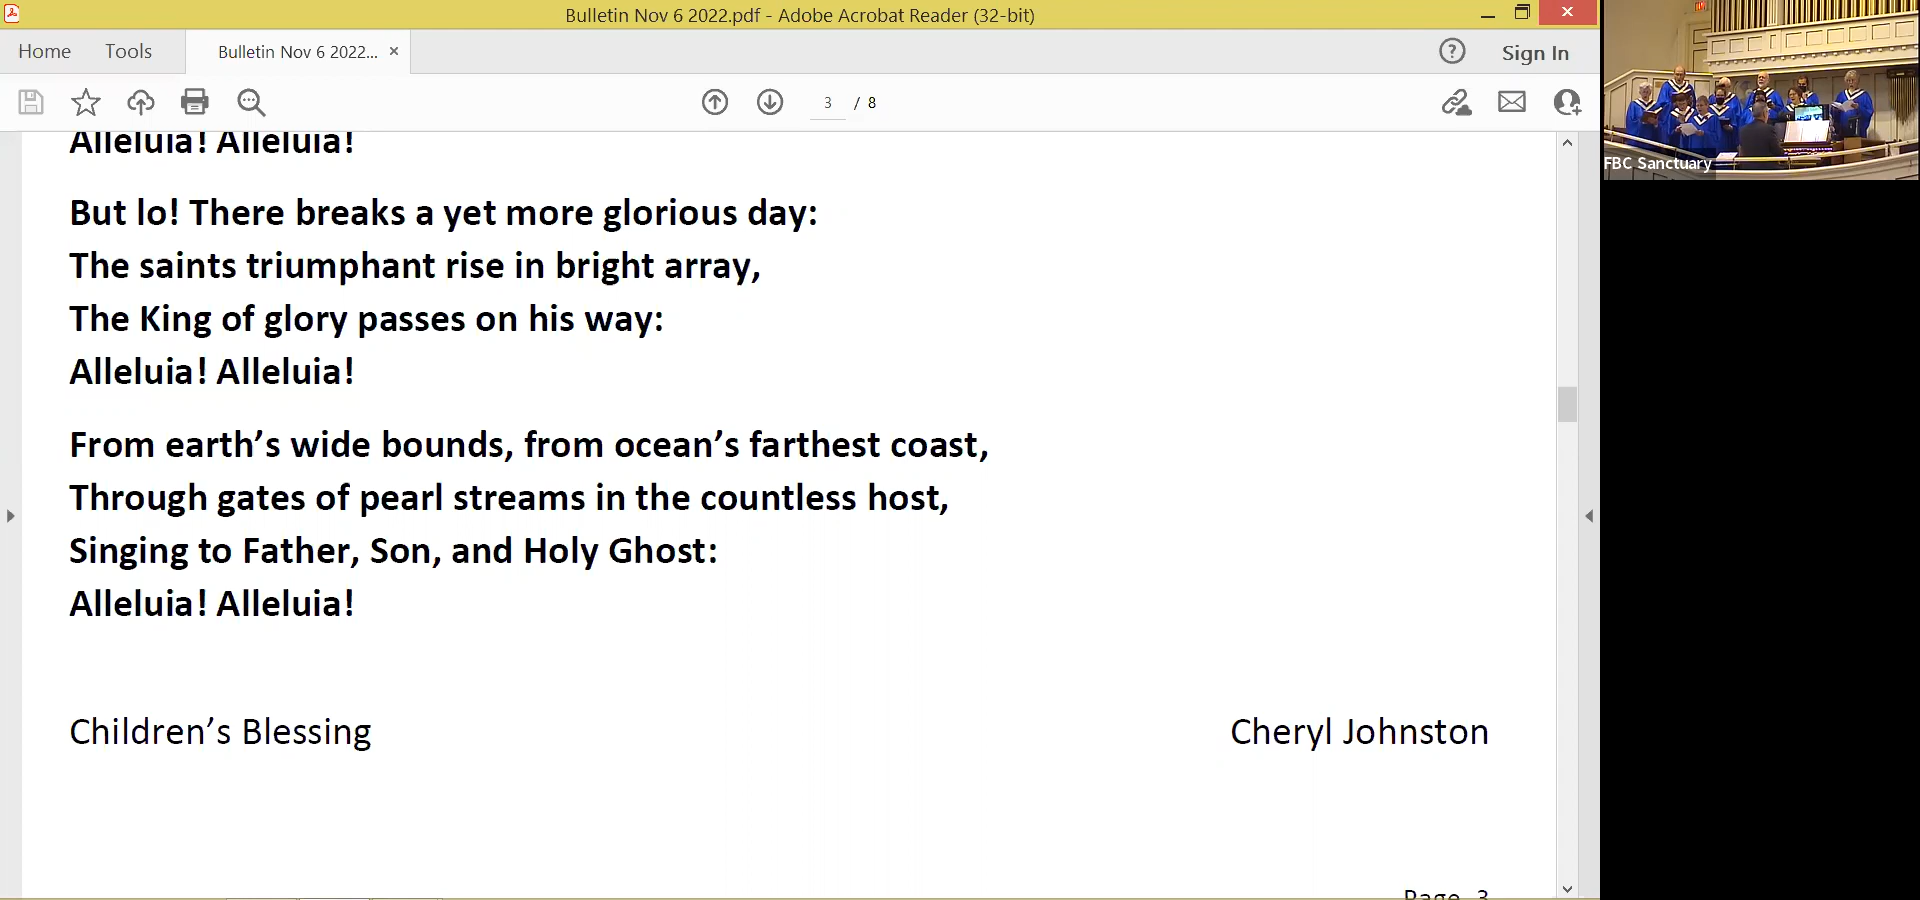 Bulletin Nov 6 2022.pdf - Adobe Acrobat Reader (32-bit)
Home Tools Bulletin Nov 6 2022... × Sign In
3 / 8
Alleluia! Alleluia!
But lo! There breaks a yet more glorious day:
The saints triumphant rise in bright array,
The King of glory passes on his way:
Alleluia! Alleluia!
From earth’s wide bounds, from ocean’s farthest coast,
Through gates of pearl streams in the countless host,
Singing to Father, Son, and Holy Ghost:
Alleluia! Alleluia!
Children’s Blessing Cheryl Johnston
Page 3
FBC Sanctuary